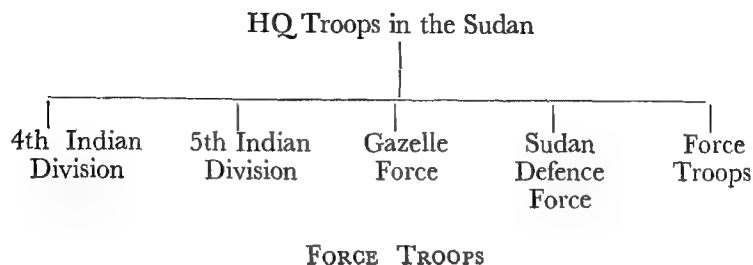 HQ Troops in the Sudan
4th Indian Division
5th Indian Division
Gazelle Force
Sudan Defence Force
Force Troops
FORCE TROOPS